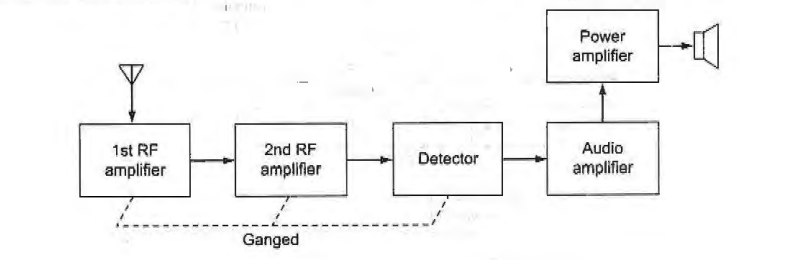 Power
amplifier
1st RF
amplifier
2nd RF
amplifier
Detector
Audio
amplifier
Ganged